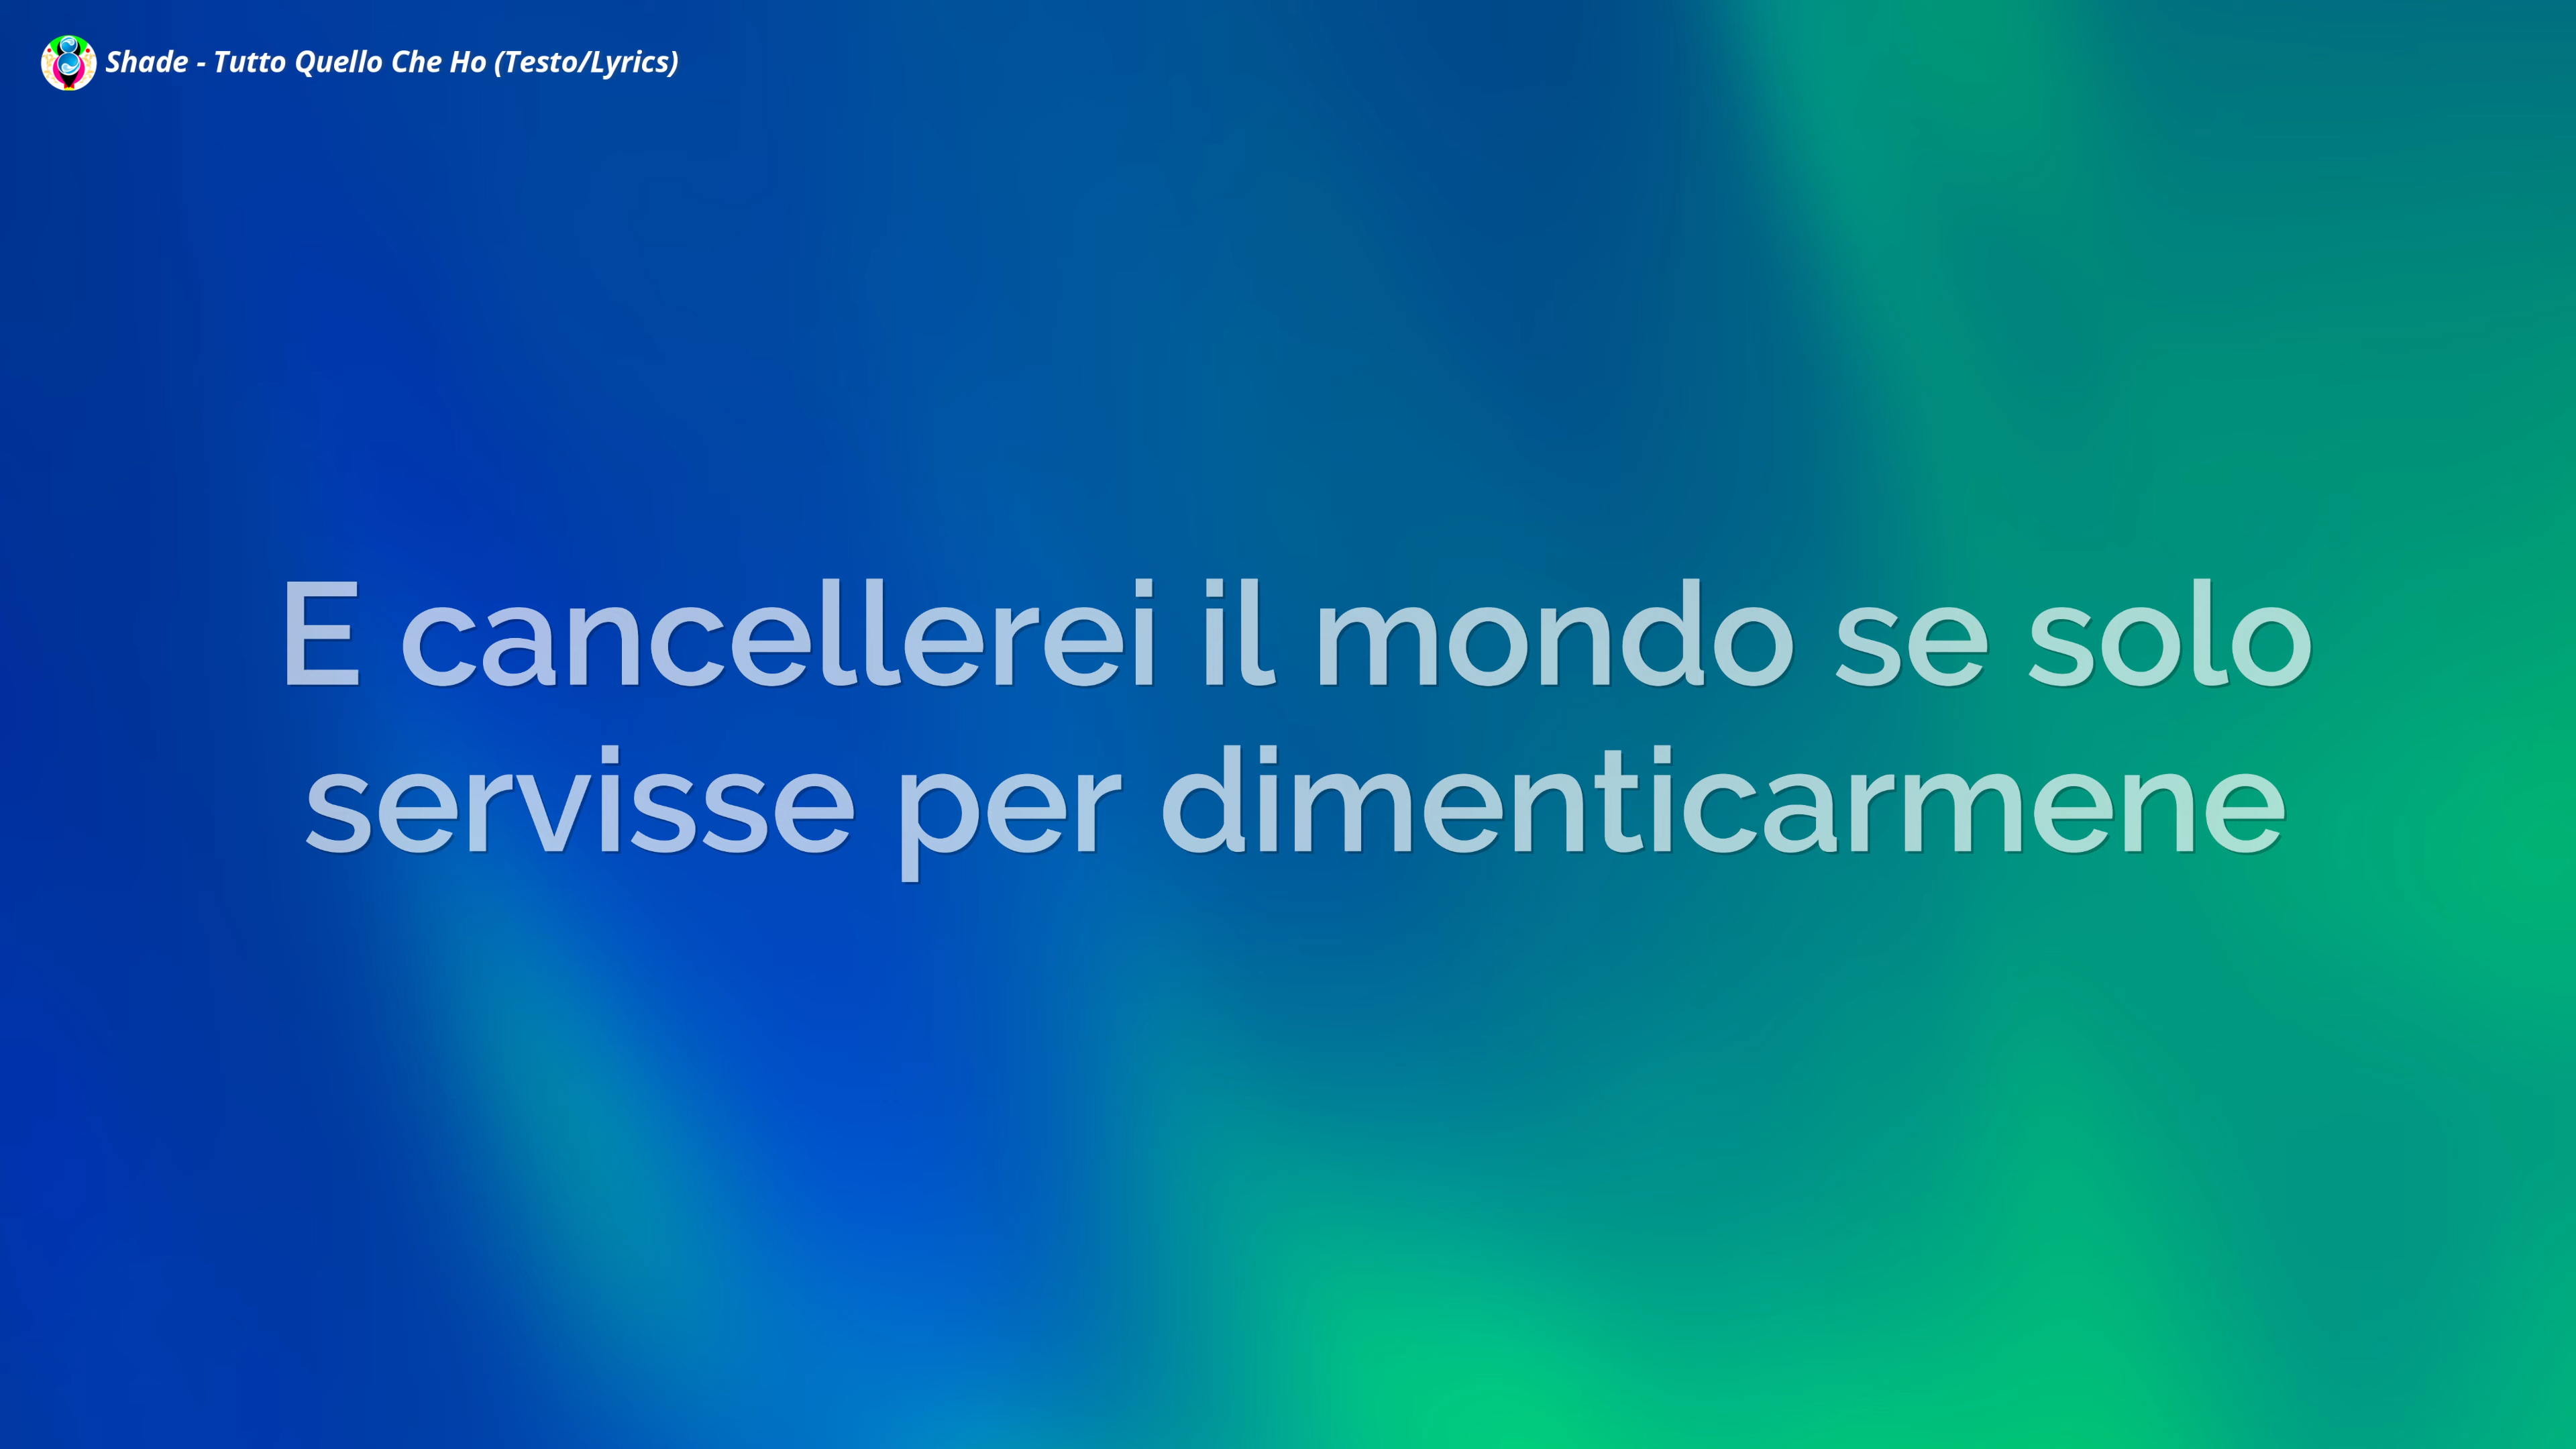 Shade - Tutto Quello Che Ho (Testo/Lyrics)
E cancellerei il mondo se solo
servisse per dimenticarmene